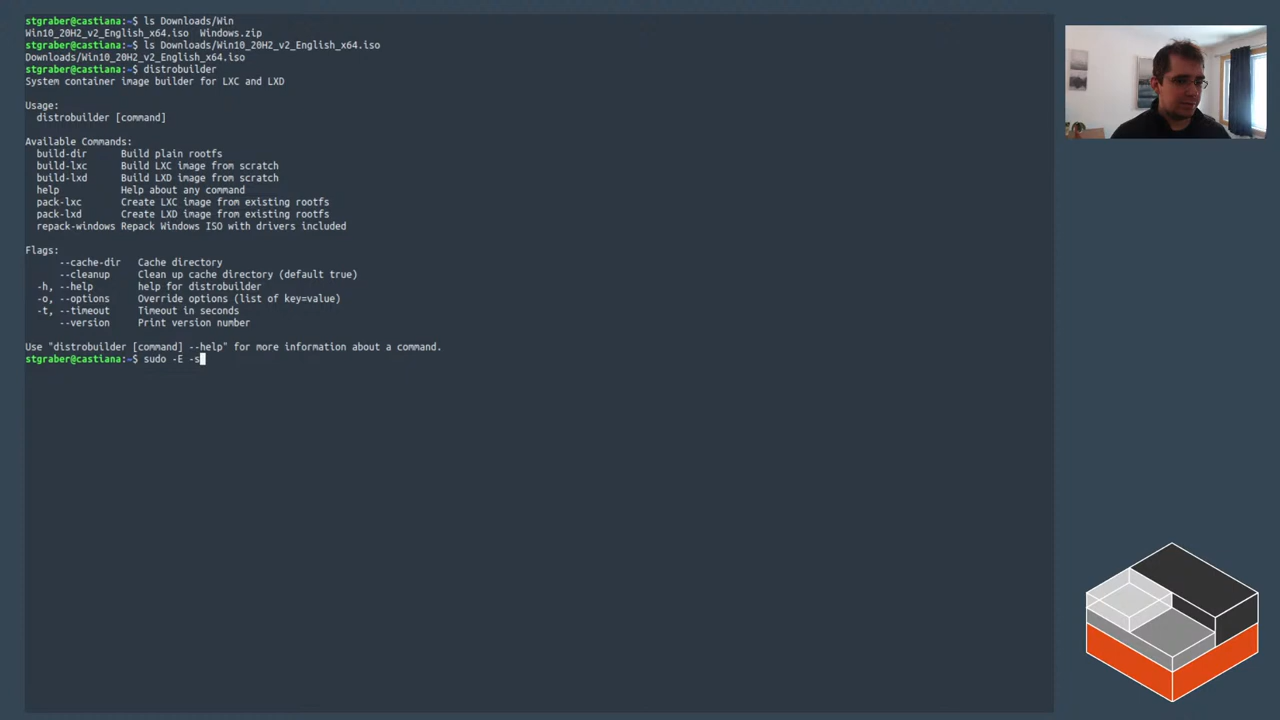 stgraber@castiana:~$ ls Downloads/Win
Win10_20H2_v2_English_x64.iso  Windows.zip
stgraber@castiana:~$ ls Downloads/Win10_20H2_v2_English_x64.iso
Downloads/Win10_20H2_v2_English_x64.iso
stgraber@castiana:~$ distrobuilder
System container image builder for LXC and LXD
Usage:
  distrobuilder [command]
Available Commands:
  build-dir      Build plain rootfs
  build-lxc      Build LXC image from scratch
  build-lxd      Build LXD image from scratch
  help           Help about any command
  pack-lxc       Create LXC image from existing rootfs
  pack-lxd       Create LXD image from existing rootfs
  repack-windows Repack Windows ISO with drivers included
Flags:
      --cache-dir   Cache directory
      --cleanup     Clean up cache directory (default true)
  -h, --help        help for distrobuilder
  -o, --options     Override options (list of key=value)
  -t, --timeout     Timeout in seconds
      --version     Print version number
Use "distrobuilder [command] --help" for more information about a command.
stgraber@castiana:~$ sudo -E -s